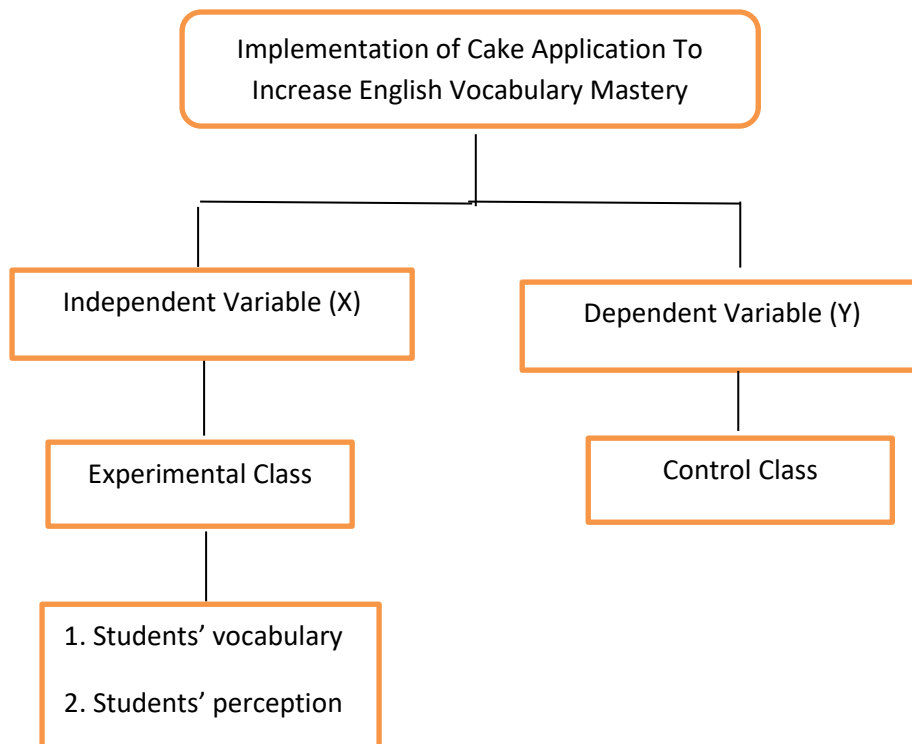 Implementation of Cake Application To
Increase English Vocabulary Mastery
Independent Variable (X)
Dependent Variable (Y)
Experimental Class
Control Class
1. Students’ vocabulary
2. Students’ perception